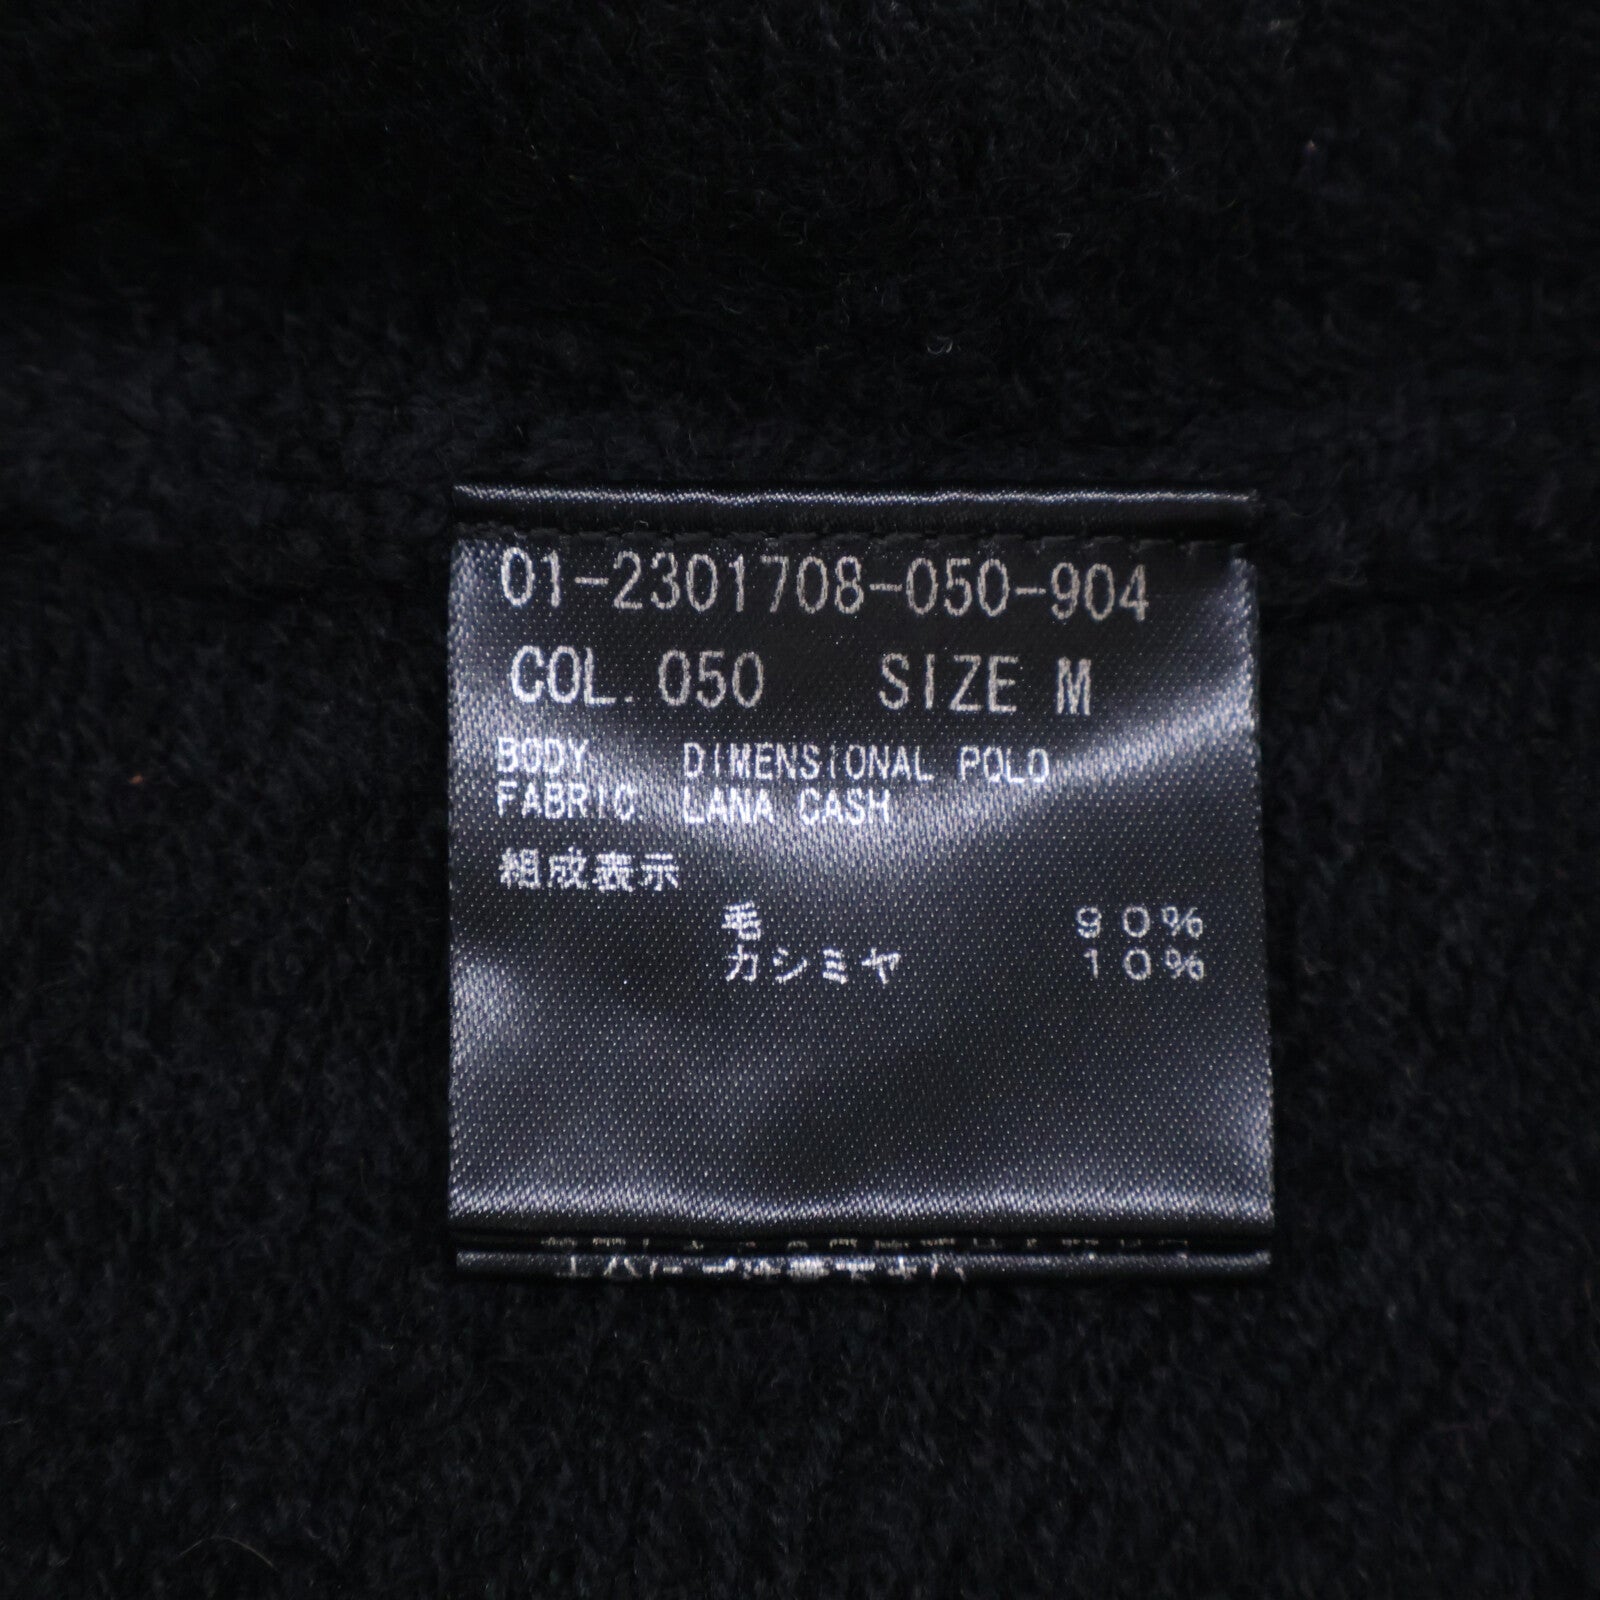 01-2301708-050-904
COL. 050 SIZE M
BODY DIMENSIONAL POLO
FABRIC LANA CASH
組成表示
毛 90%
カシミヤ 10%